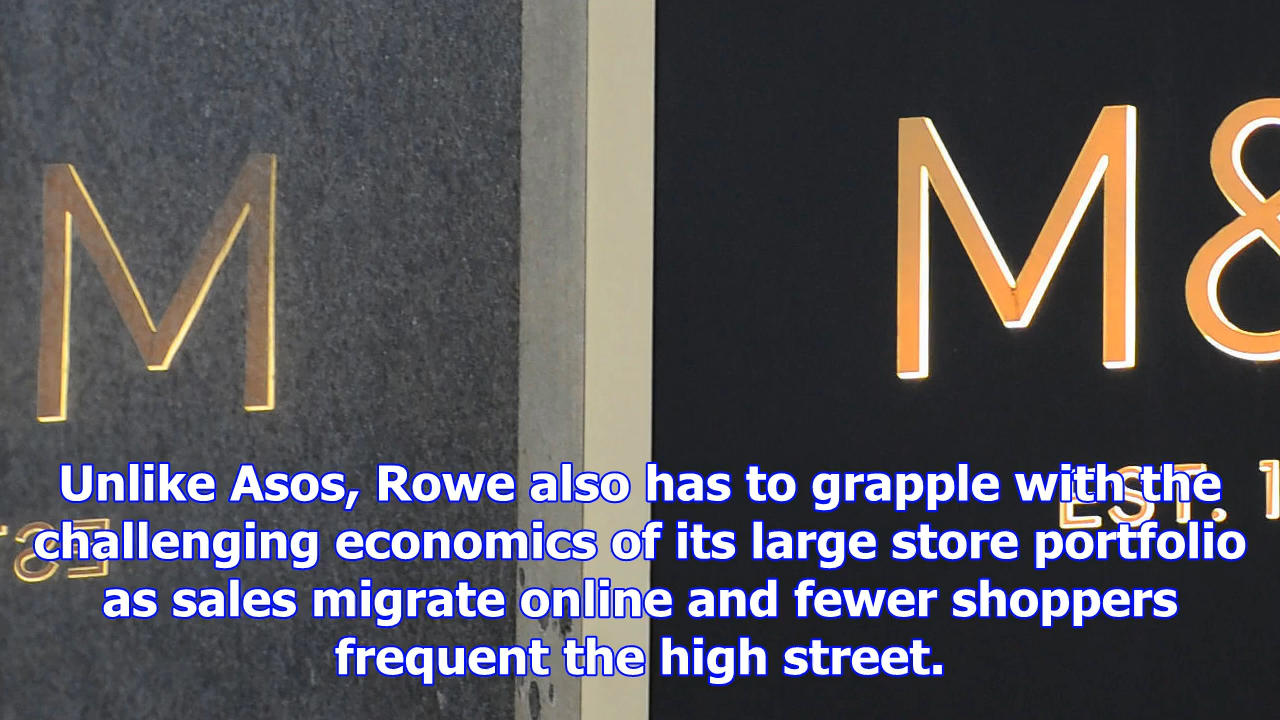 M
M&
EST. 1
EST
Unlike Asos, Rowe also has to grapple with the
challenging economics of its large store portfolio
as sales migrate online and fewer shoppers
frequent the high street.